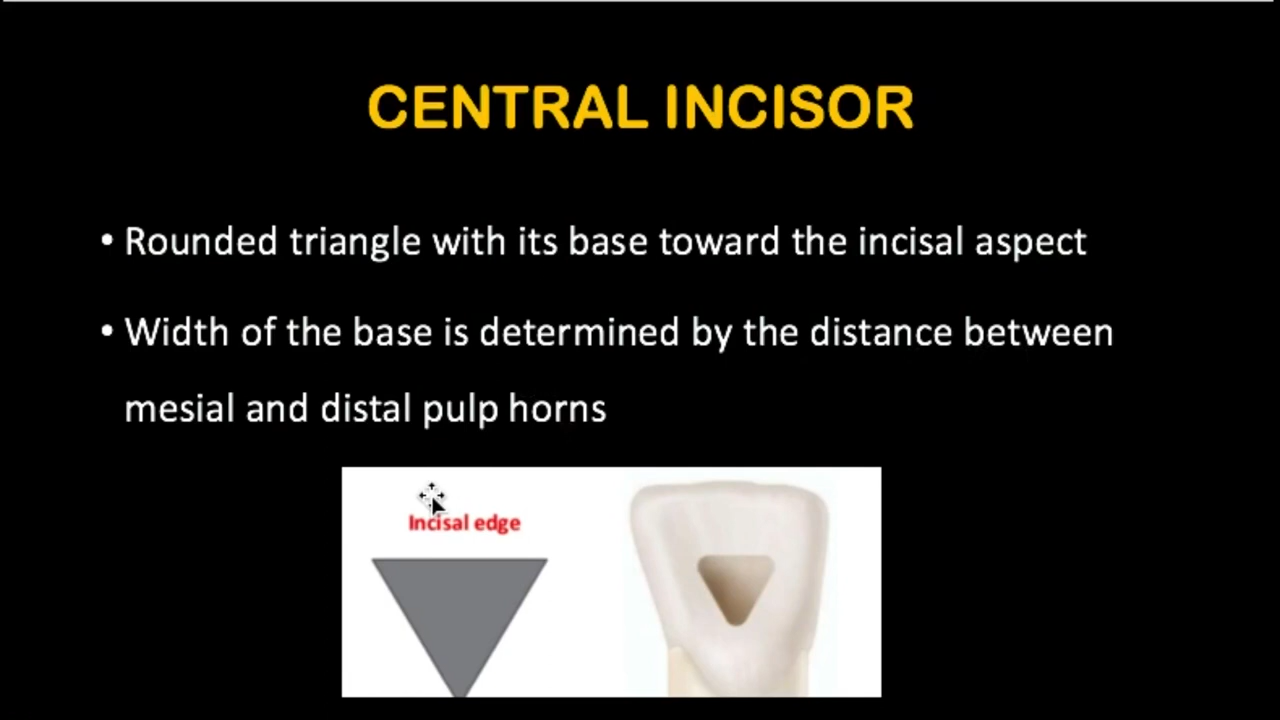 CENTRAL INCISOR
• Rounded triangle with its base toward the incisal aspect
• Width of the base is determined by the distance between
mesial and distal pulp horns
Incisal edge